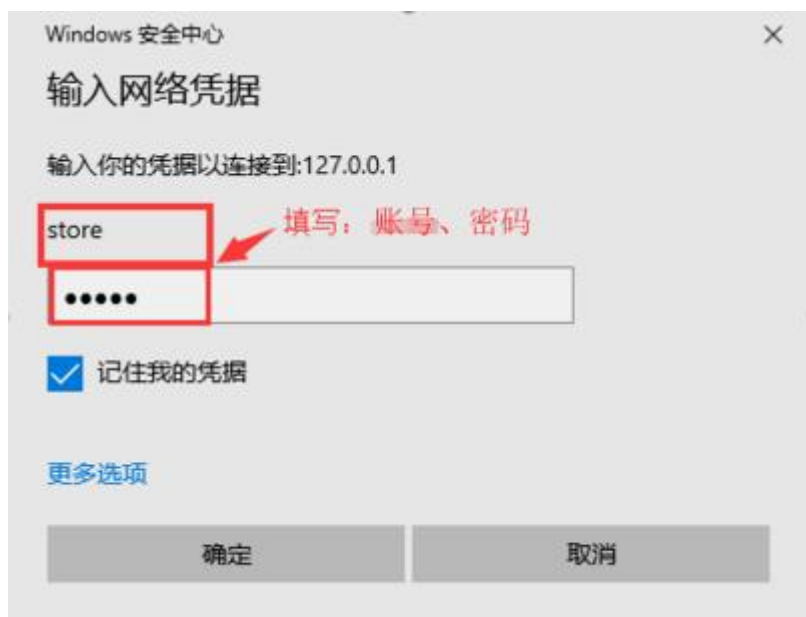 Windows 安全中心
输入网络凭据
输入你的凭据以连接到:127.0.0.1
store
填写：账号、密码
•••••
记住我的凭据
更多选项
确定 取消